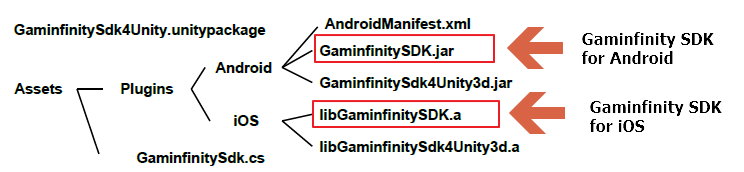 GaminfinitySdk4Unity.unitypackage
AndroidManifest.xml
GaminfinitySDK.jar
Gaminfinity SDK
for Android
Android
Assets
Plugins
GaminfinitySdk4Unity3d.jar
iOS
libGaminfinitySDK.a
Gaminfinity SDK
for iOS
libGaminfinitySdk4Unity3d.a
GaminfinitySdk.cs